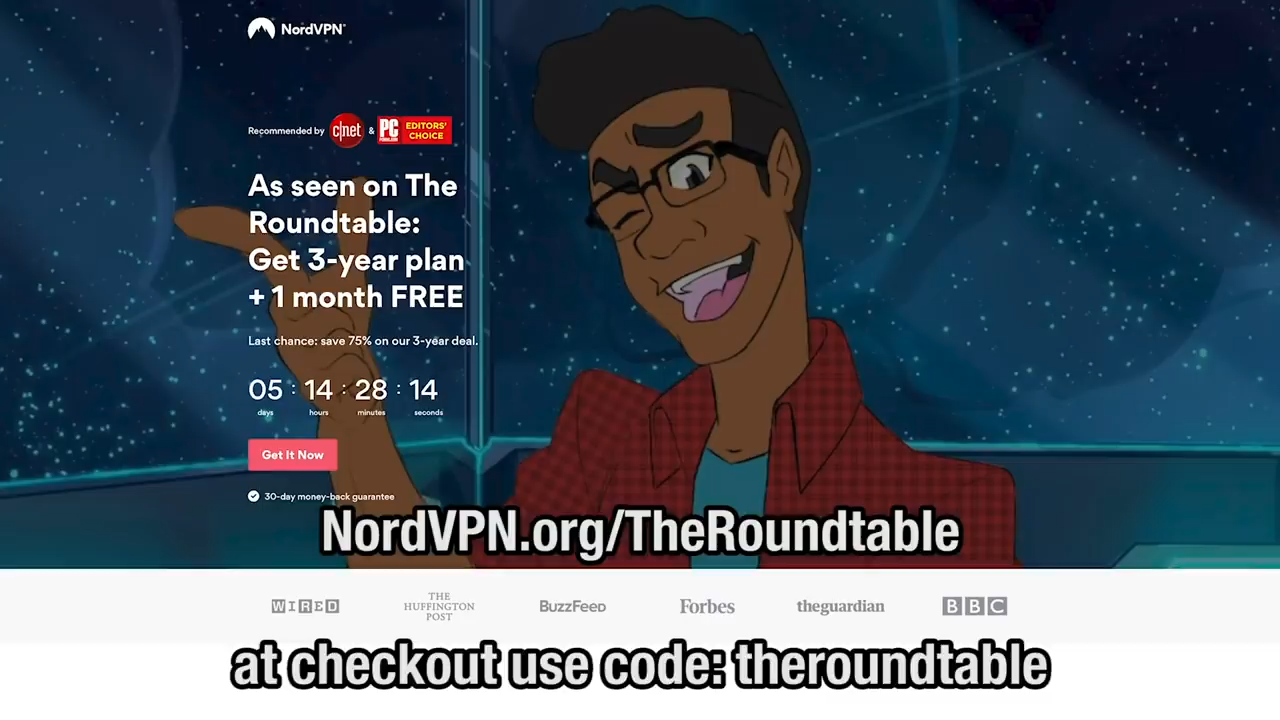 NordVPN®
Recommended by c|net & PC EDITORS' CHOICE
As seen on The
Roundtable:
Get 3-year plan
+ 1 month FREE
Last chance: save 75% on our 3-year deal.
05 : 14 : 28 : 14
days hours minutes seconds
Get It Now
30-day money-back guarantee
NordVPN.org/TheRoundtable
WIRED THE HUFFINGTON POST BuzzFeed Forbes theguardian BBC
at checkout use code: theroundtable